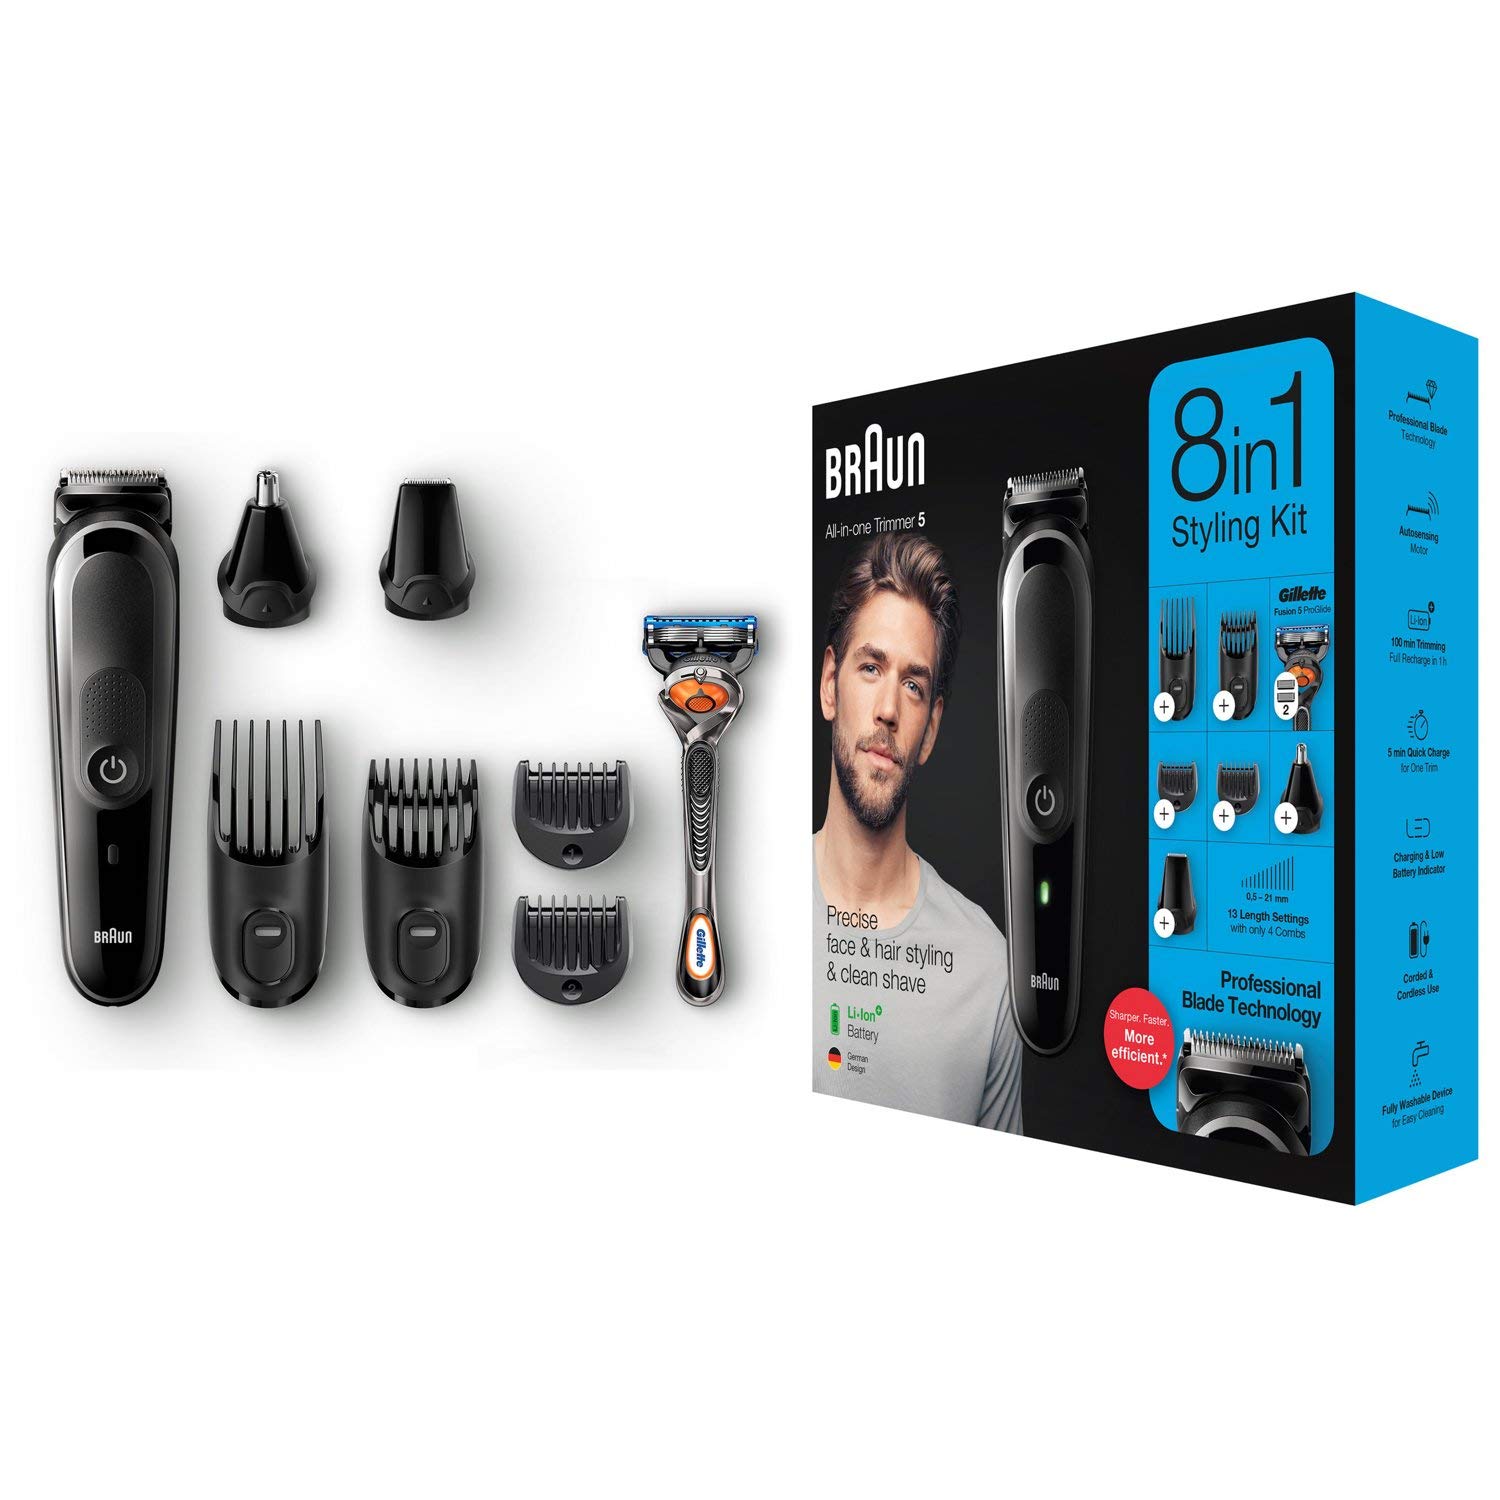 BRAUN
1
2
Gillette
Gillette
BRAUN
All-in-one Trimmer 5
8in1
Styling Kit
Gillette
Fusion 5 ProGlide
+
+
2
+
+
+
+
0,5 – 21 mm
13 Length Settings
with only 4 Combs
Precise
face & hair styling
& clean shave
Li-Ion+
Battery
German
Design
BRAUN
Professional
Blade Technology
Sharper. Faster.
More
efficient.*
Professional Blade
Technology
Autosensing
Motor
Li-ion+
100 min Trimming
Full Recharge in 1h
5 min Quick Charge
for One Trim
LED
Charging & Low
Battery Indicator
Corded &
Cordless Use
Fully Washable Device
for Easy Cleaning